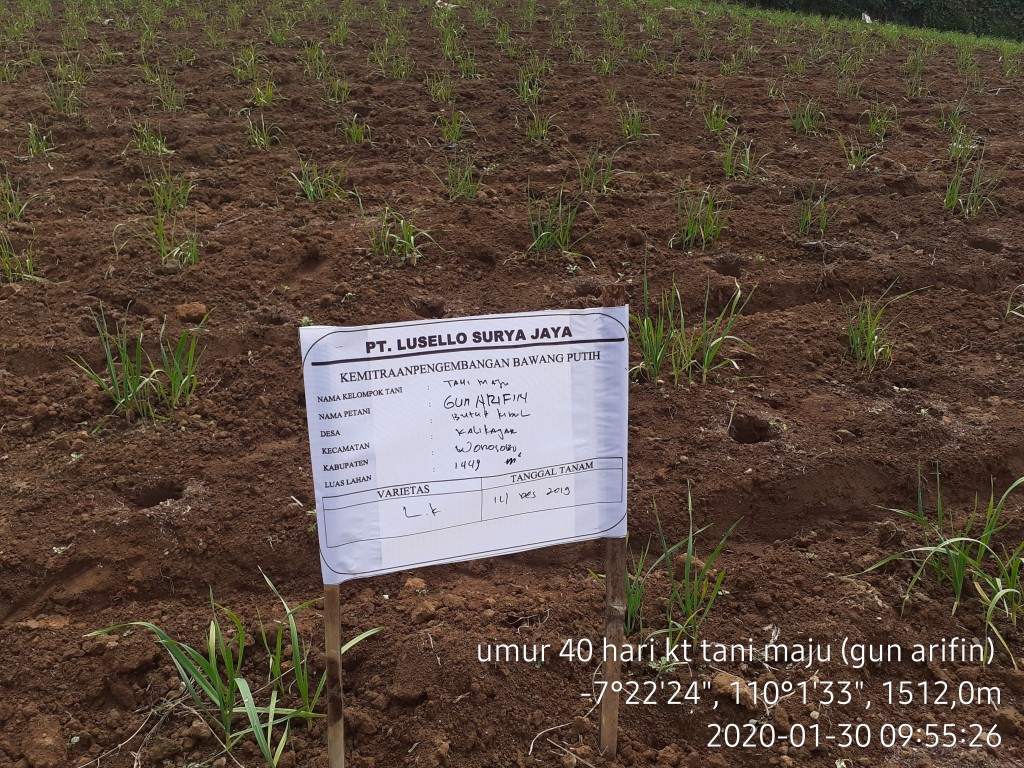 PT. LUSELLO SURYA JAYA
KEMITRAANPENGEMBANGAN BAWANG PUTIH
NAMA KELOMPOK TANI : TANI MAJU
NAMA PETANI : GUN ARIFIN
DESA : BUTUH KIDUL
KECAMATAN : KALIKAJAR
KABUPATEN : WONOSOBO
LUAS LAHAN : 1449 m²
VARIETAS TANGGAL TANAM
L.K Des 2019
umur 40 hari kt tani maju (gun arifin)
-7°22'24", 110°1'33", 1512,0m
2020-01-30 09:55:26